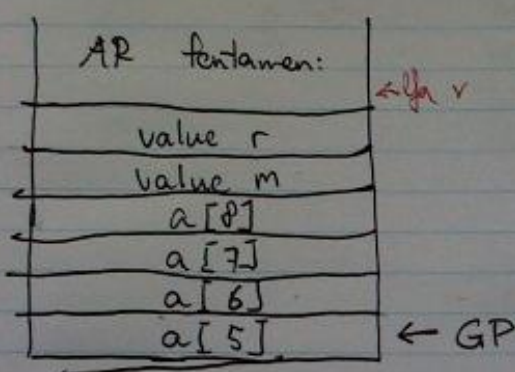 AR tentamen:
value r
value m
a[8]
a[7]
a[6]
a[5] ← GP